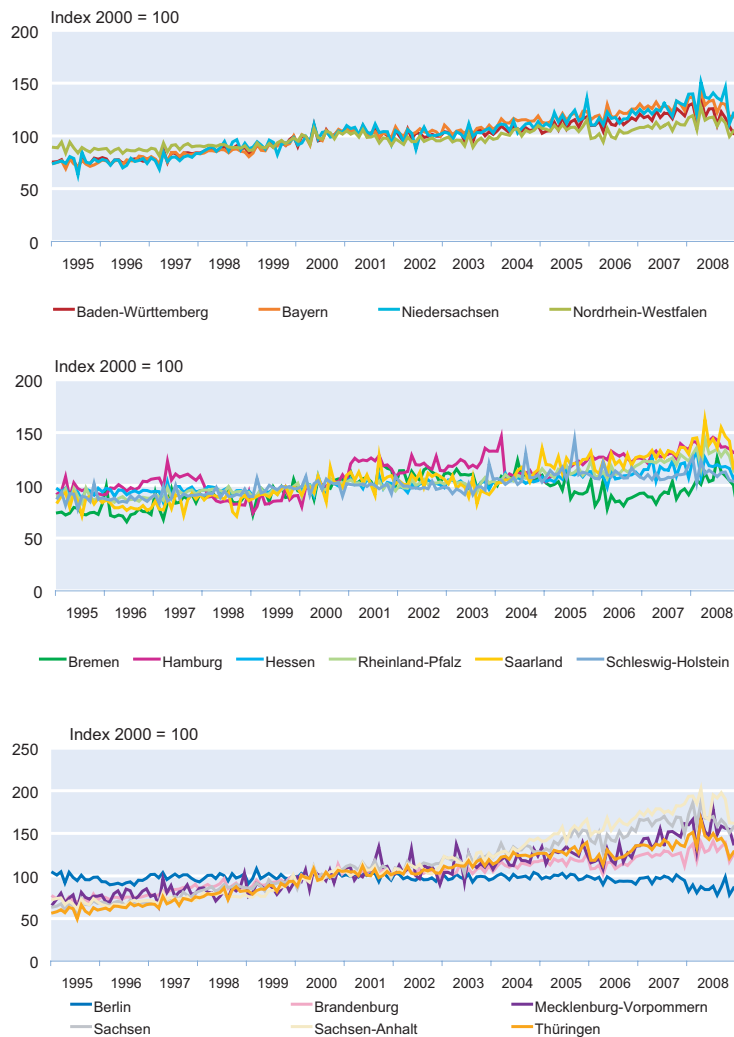 Index 2000 = 100
200
150
100
50
0
1995 1996 1997 1998 1999 2000 2001 2002 2003 2004 2005 2006 2007 2008
Baden-Württemberg Bayern Niedersachsen Nordrhein-Westfalen
Index 2000 = 100
200
150
100
50
0
1995 1996 1997 1998 1999 2000 2001 2002 2003 2004 2005 2006 2007 2008
Bremen Hamburg Hessen Rheinland-Pfalz Saarland Schleswig-Holstein
Index 2000 = 100
250
200
150
100
50
0
1995 1996 1997 1998 1999 2000 2001 2002 2003 2004 2005 2006 2007 2008
Berlin Brandenburg Mecklenburg-Vorpommern
Sachsen Sachsen-Anhalt Thüringen